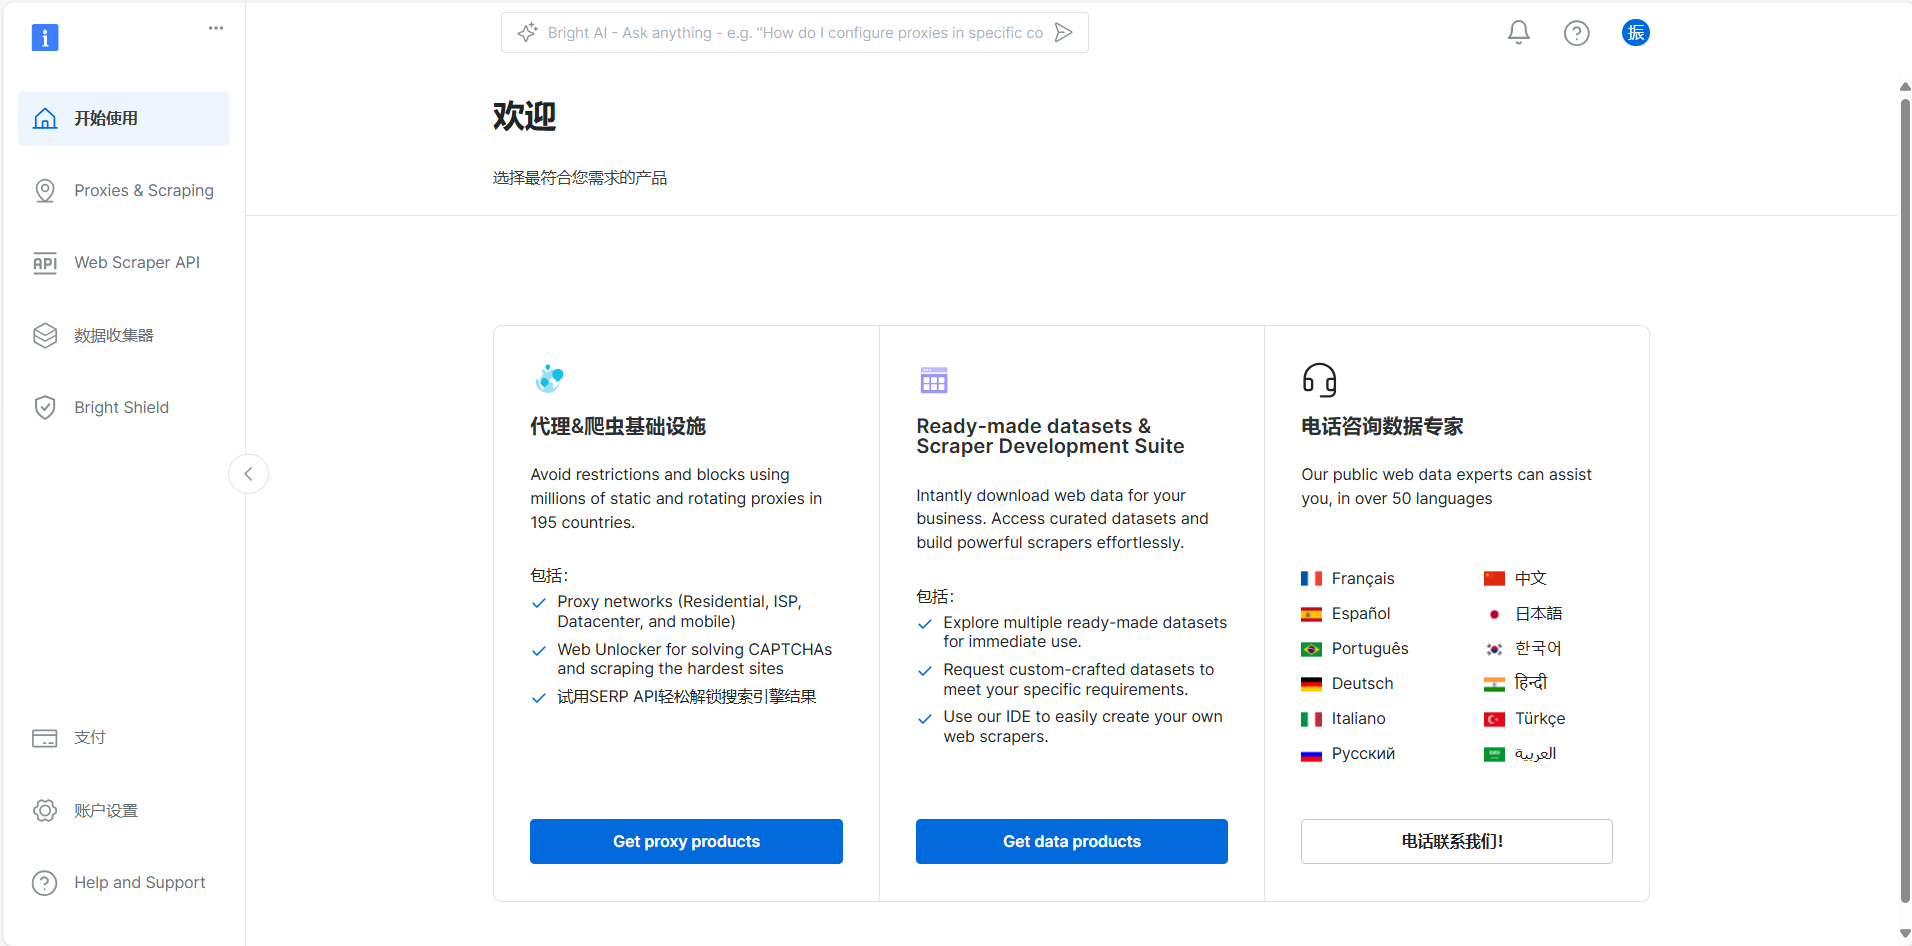 Bright AI - Ask anything - e.g. "How do I configure proxies in specific co
振
开始使用
Proxies & Scraping
API
Web Scraper API
数据收集器
Bright Shield
支付
账户设置
Help and Support
欢迎
选择最符合您需求的产品
代理&爬虫基础设施
Avoid restrictions and blocks using
millions of static and rotating proxies in
195 countries.
包括：
Proxy networks (Residential, ISP,
Datacenter, and mobile)
Web Unlocker for solving CAPTCHAs
and scraping the hardest sites
试用SERP API轻松解锁搜索引擎结果
Get proxy products
Ready-made datasets &
Scraper Development Suite
Intantly download web data for your
business. Access curated datasets and
build powerful scrapers effortlessly.
包括：
Explore multiple ready-made datasets
for immediate use.
Request custom-crafted datasets to
meet your specific requirements.
Use our IDE to easily create your own
web scrapers.
Get data products
电话咨询数据专家
Our public web data experts can assist
you, in over 50 languages
Français
Español
Português
Deutsch
Italiano
Русский
中文
日本語
한국어
हिन्दी
Türkçe
العربية
电话联系我们！